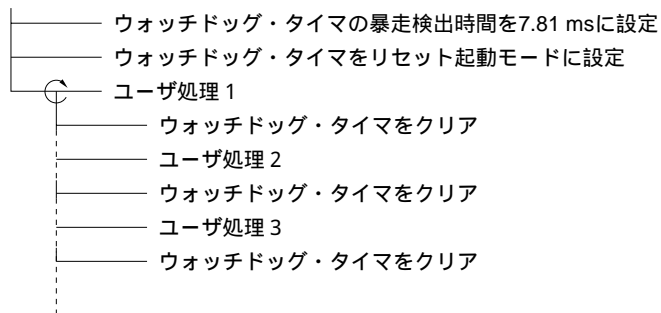 ウォッチドッグ・タイマの暴走検出時間を7.81 msに設定
ウォッチドッグ・タイマをリセット起動モードに設定
ユーザ処理1
ウォッチドッグ・タイマをクリア
ユーザ処理2
ウォッチドッグ・タイマをクリア
ユーザ処理3
ウォッチドッグ・タイマをクリア